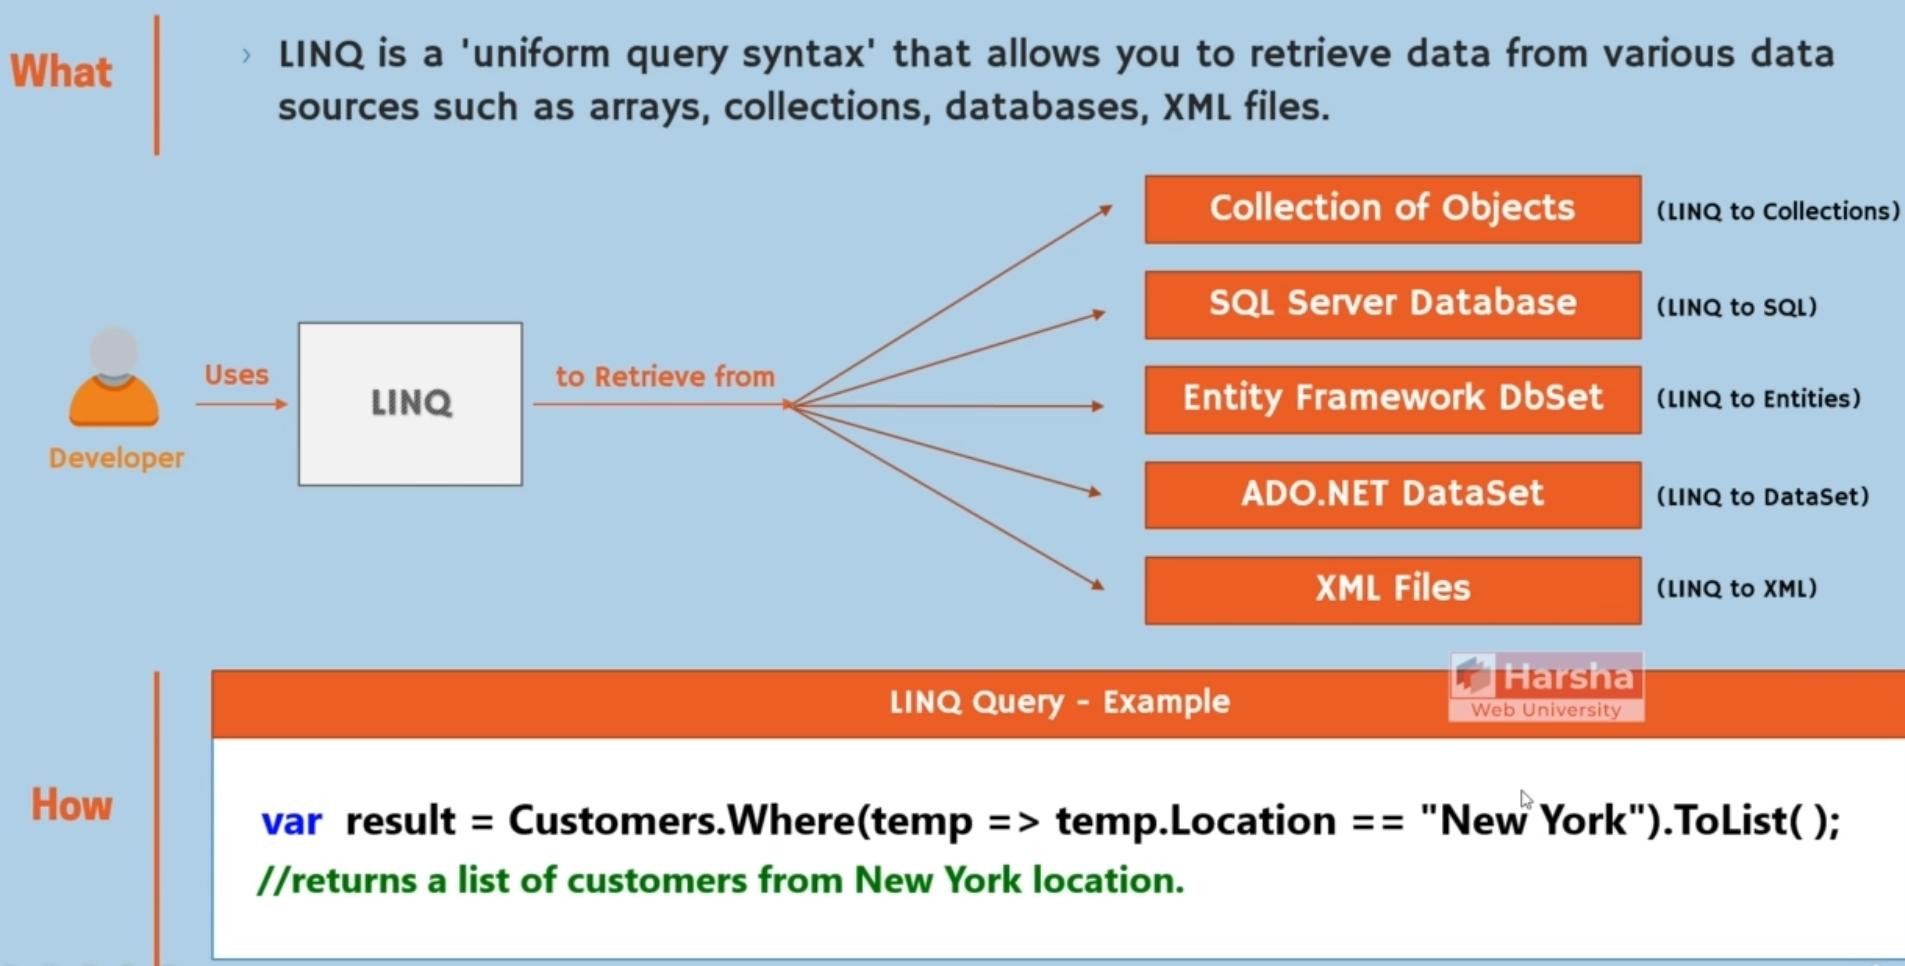 What
› LINQ is a 'uniform query syntax' that allows you to retrieve data from various data
sources such as arrays, collections, databases, XML files.
Collection of Objects (LINQ to Collections)
SQL Server Database (LINQ to SQL)
Uses
LINQ
to Retrieve from
Developer
Entity Framework DbSet (LINQ to Entities)
ADO.NET DataSet (LINQ to DataSet)
XML Files (LINQ to XML)
Harsha
Web University
LINQ Query - Example
How
var result = Customers.Where(temp => temp.Location == "New York").ToList( );
//returns a list of customers from New York location.